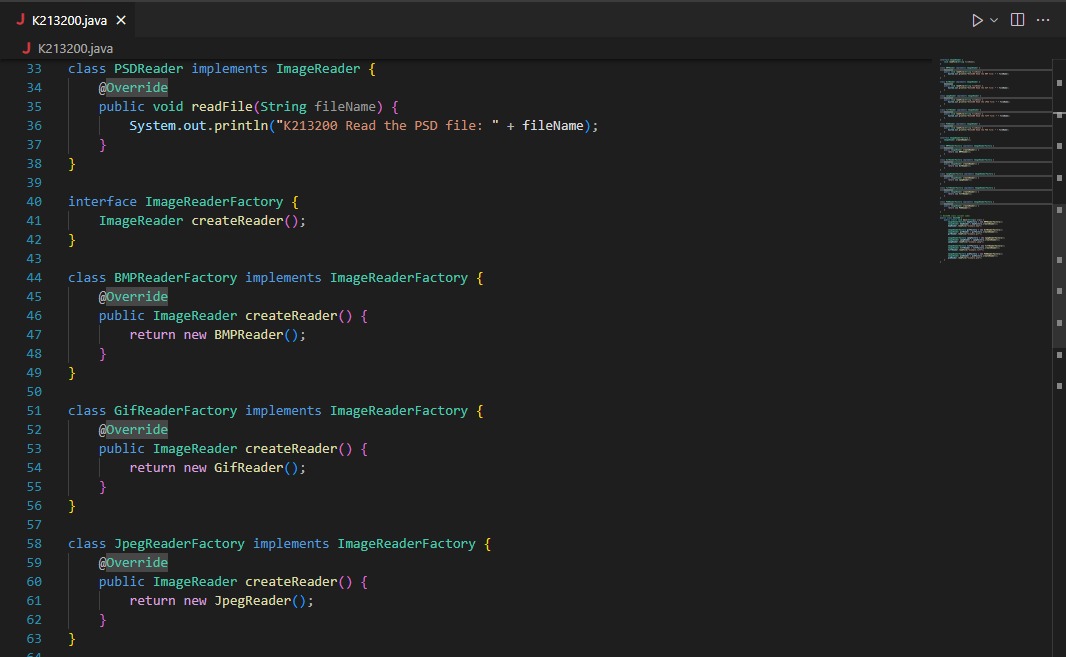 J K213200.java ×
J K213200.java
33 class PSDReader implements ImageReader {
34     @Override
35     public void readFile(String fileName) {
36         System.out.println("K213200 Read the PSD file: " + fileName);
37     }
38 }
39
40 interface ImageReaderFactory {
41     ImageReader createReader();
42 }
43
44 class BMPReaderFactory implements ImageReaderFactory {
45     @Override
46     public ImageReader createReader() {
47         return new BMPReader();
48     }
49 }
50
51 class GifReaderFactory implements ImageReaderFactory {
52     @Override
53     public ImageReader createReader() {
54         return new GifReader();
55     }
56 }
57
58 class JpegReaderFactory implements ImageReaderFactory {
59     @Override
60     public ImageReader createReader() {
61         return new JpegReader();
62     }
63 }
64